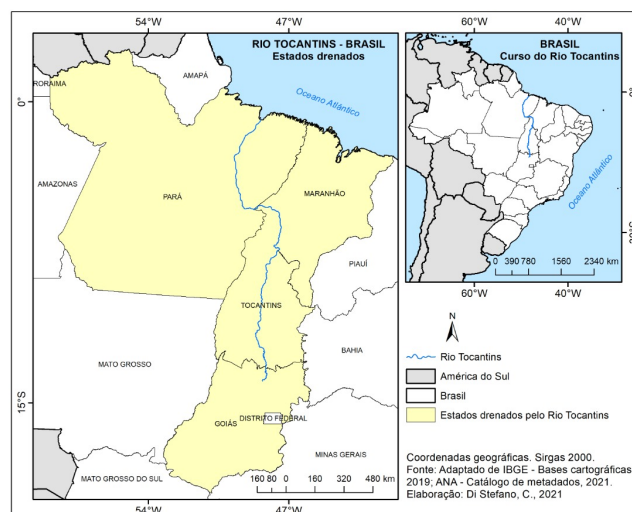 54°W
47°W
RIO TOCANTINS - BRASIL
Estados drenados
RORAIMA
AMAPÁ
0°
Oceano Atlântico
AMAZONAS
PARÁ
MARANHÃO
PIAUÍ
TOCANTINS
MATO GROSSO
BAHIA
15°S
GOIÁS
DISTRITO FEDERAL
MINAS GERAIS
MATO GROSSO DO SUL
160 80 0 160 320 480 km
54°W
47°W
60°W
40°W
BRASIL
Curso do Rio Tocantins
Oceano Atlântico
0 390 780 1560 2340 km
60°W
40°W
N
Rio Tocantins
América do Sul
Brasil
Estados drenados pelo Rio Tocantins
Coordenadas geográficas. Sirgas 2000.
Fonte: Adaptado de IBGE - Bases cartográficas
2019; ANA - Catálogo de metadados, 2021.
Elaboração: Di Stefano, C., 2021